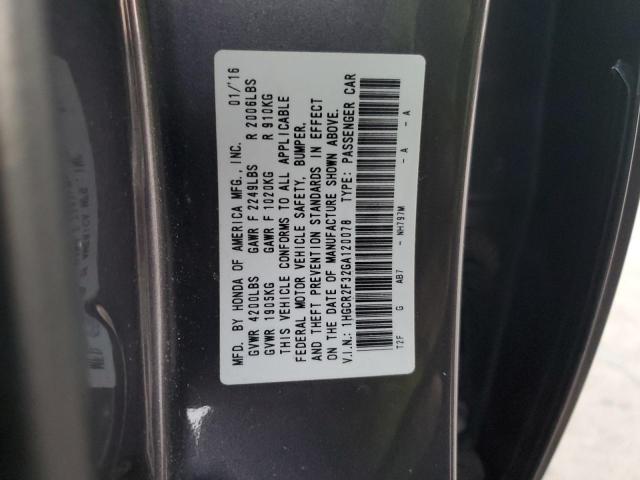 MFD. BY HONDA OF AMERICA MFG., INC. 01/'16
GVWR 4200LBS GAWR F 2249LBS R 2006LBS
GVWR 1905KG GAWR F 1020KG R 910KG
THIS VEHICLE CONFORMS TO ALL APPLICABLE
FEDERAL MOTOR VEHICLE SAFETY, BUMPER,
AND THEFT PREVENTION STANDARDS IN EFFECT
ON THE DATE OF MANUFACTURE SHOWN ABOVE.
V.I.N.: 1HGCR2F32GA120078 TYPE: PASSENGER CAR
T2F G AB7 - NH797M - A - A